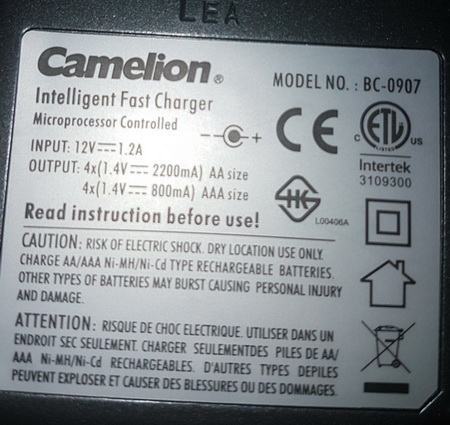 LEA
Camelion®
MODEL NO. : BC-0907
Intelligent Fast Charger
Microprocessor Controlled
- +
CE
c ETL us
LISTED
Intertek
3109300
INPUT: 12V⎓1.2A
OUTPUT: 4x(1.4V⎓ 2200mA) AA size
4x(1.4V⎓ 800mA) AAA size
L00406A
Read instruction before use!
CAUTION: RISK OF ELECTRIC SHOCK. DRY LOCATION USE ONLY.
CHARGE AA/AAA Ni-MH/Ni-Cd TYPE RECHARGEABLE BATTERIES.
OTHER TYPES OF BATTERIES MAY BURST CAUSING PERSONAL INJURY
AND DAMAGE.
ATTENTION: RISQUE DE CHOC ELECTRIQUE. UTILISER DANS UN
ENDROIT SEC SEULEMENT. CHARGER SEULEMENTDES PILES DE AA/
AAA Ni-MH/Ni-Cd RECHARGEABLES. D'AUTRES TYPES DEPILES
PEUVENT EXPLOSER ET CAUSER DES BLESSURES OU DES DOMMAGES.